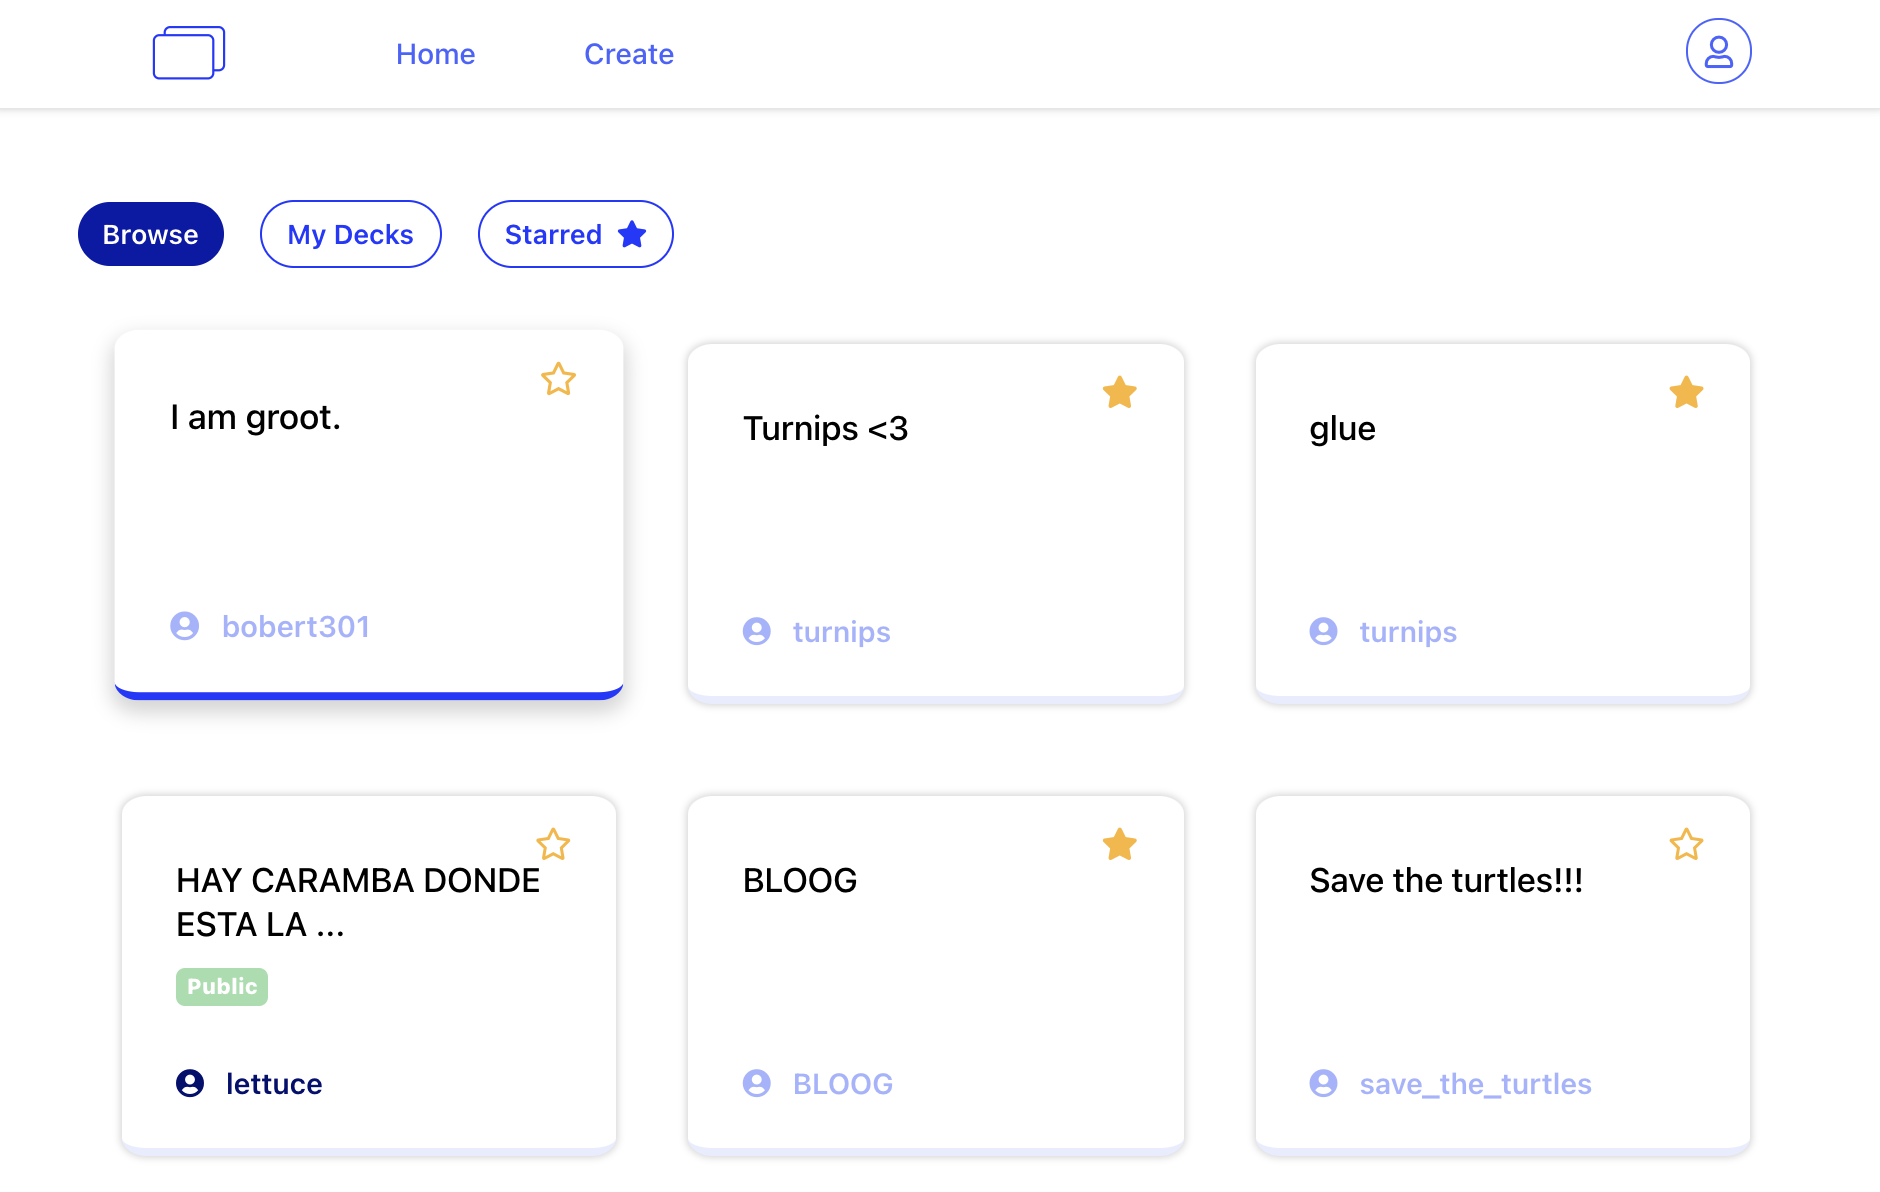 Home
Create
Browse
My Decks
Starred
I am groot.
bobert301
Turnips <3
turnips
glue
turnips
HAY CARAMBA DONDE
ESTA LA ...
Public
lettuce
BLOOG
BLOOG
Save the turtles!!!
save_the_turtles